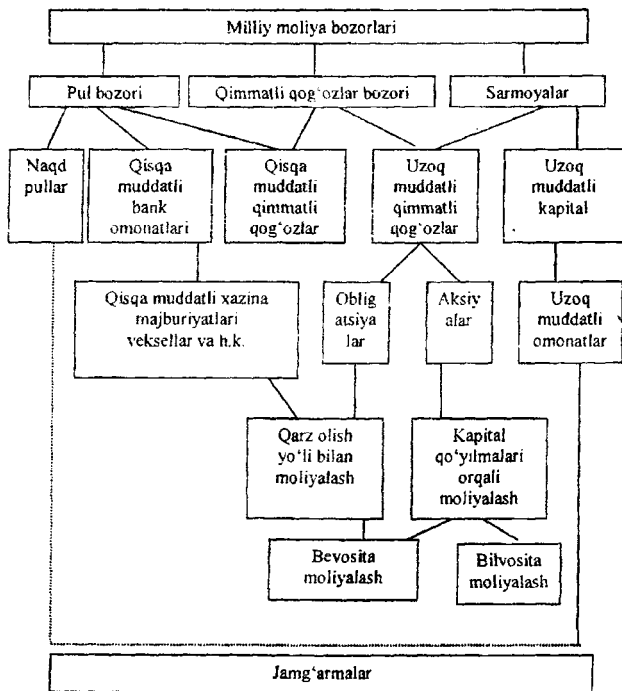 Milliy moliya bozorlari
Pul bozori
Qimmatli qog‘ozlar bozori
Sarmoyalar
Naqd
pullar
Qisqa
muddatli
bank
omonatlari
Qisqa
muddatli
qimmatli
qog‘ozlar
Uzoq
muddatli
qimmatli
qog‘ozlar
Uzoq
muddatli
kapital
Qisqa muddatli xazina
majburiyatlari
veksellar va h.k.
Oblig
atsiya
lar
Aksiy
alar
Uzoq
muddatli
omonatlar
Qarz olish
yo‘li bilan
moliyalash
Kapital
qo‘yilmalari
orqali
moliyalash
Bevosita
moliyalash
Bilvosita
moliyalash
Jamg‘armalar